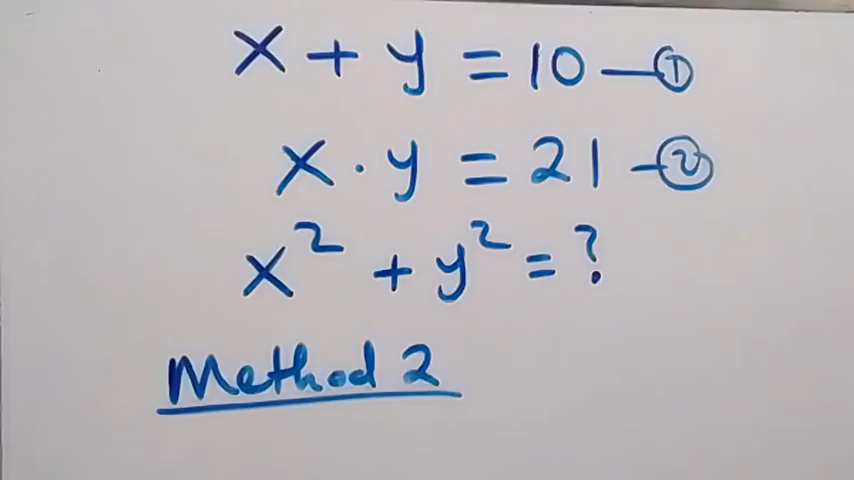 x + y = 10 — ①
x · y = 21 — ②
x² + y² = ?
Method 2